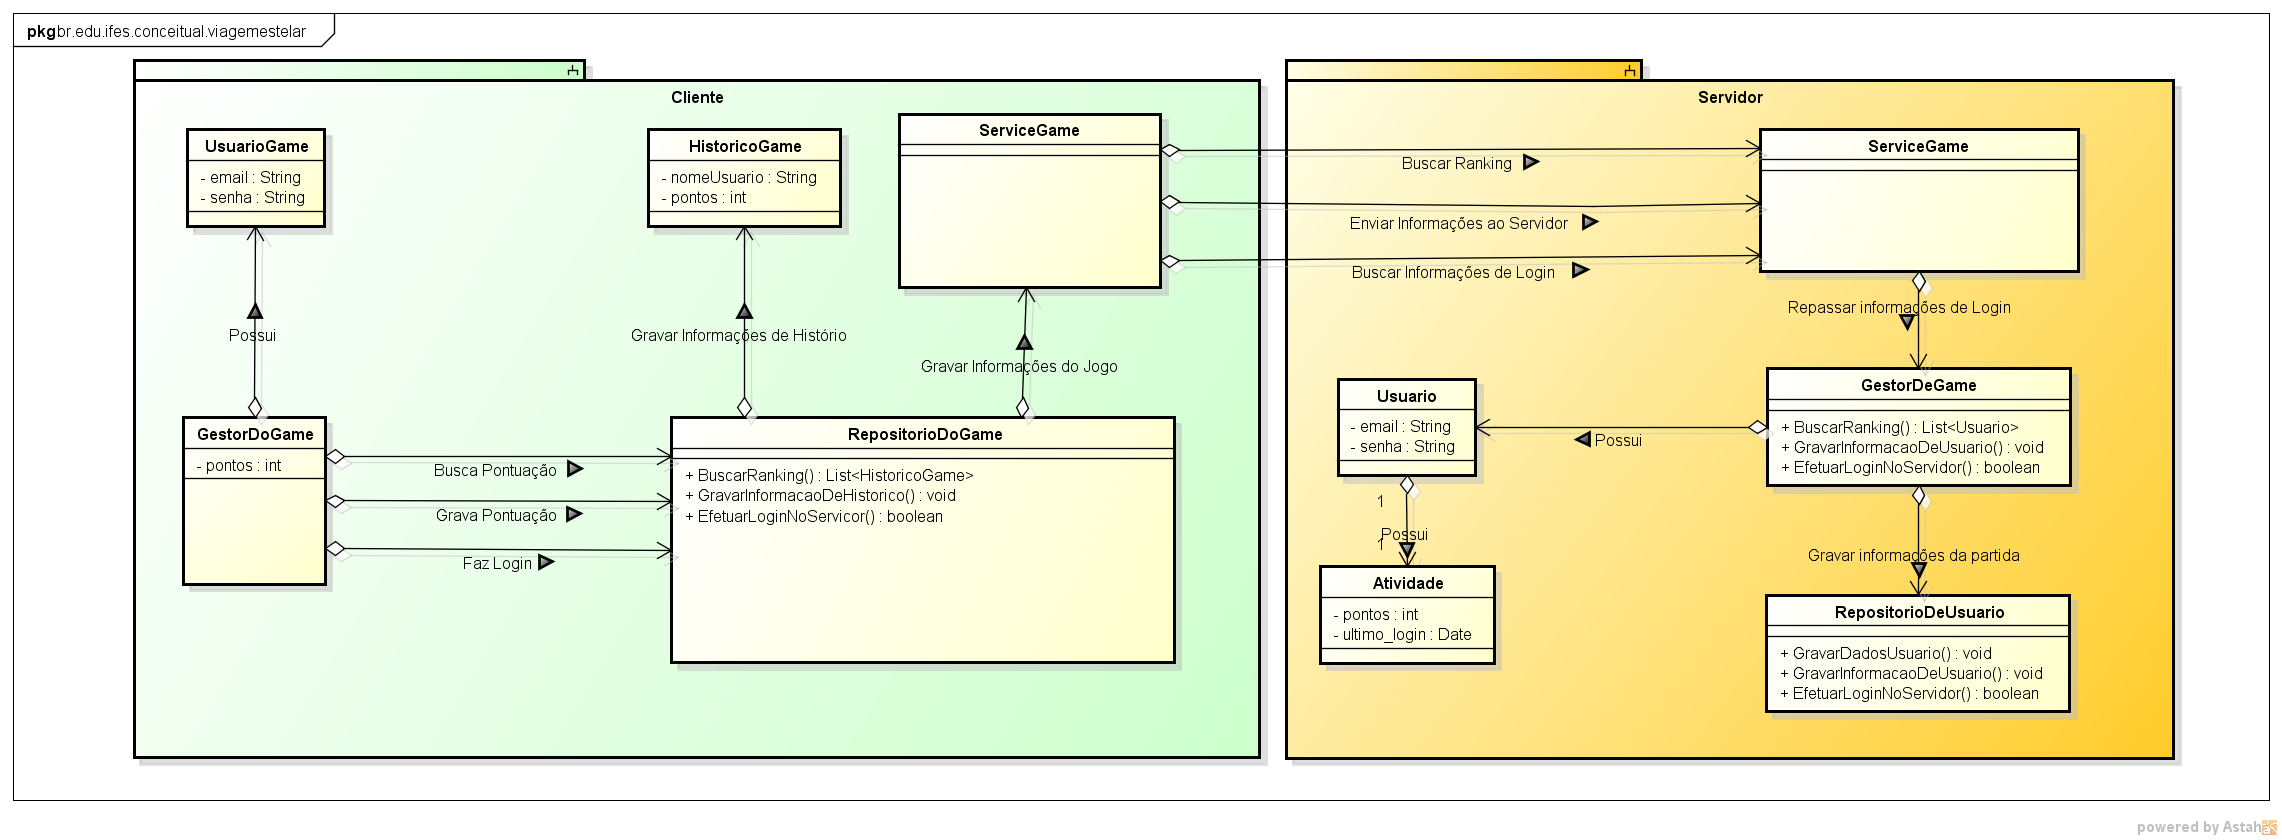 pkg br.edu.ifes.conceitual.viagemestelar
Cliente
UsuarioGame
- email : String
- senha : String
HistoricoGame
- nomeUsuario : String
- pontos : int
ServiceGame
Possui
Gravar Informações de Histório
Gravar Informações do Jogo
GestorDoGame
- pontos : int
Busca Pontuação
Grava Pontuação
Faz Login
RepositorioDoGame
+ BuscarRanking() : List<HistoricoGame>
+ GravarInformacaoDeHistorico() : void
+ EfetuarLoginNoServicor() : boolean
Buscar Ranking
Enviar Informações ao Servidor
Buscar Informações de Login
Servidor
ServiceGame
Repassar informações de Login
Usuario
- email : String
- senha : String
Possui
GestorDeGame
+ BuscarRanking() : List<Usuario>
+ GravarInformacaoDeUsuario() : void
+ EfetuarLoginNoServidor() : boolean
1
Possui
1
Gravar informações da partida
Atividade
- pontos : int
- ultimo_login : Date
RepositorioDeUsuario
+ GravarDadosUsuario() : void
+ GravarInformacaoDeUsuario() : void
+ EfetuarLoginNoServidor() : boolean
powered by Astah